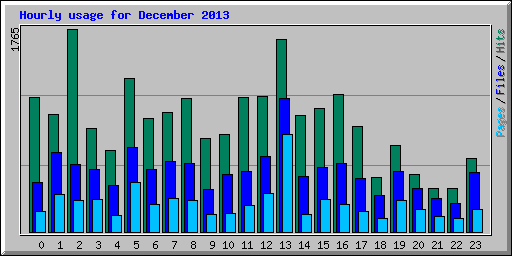 Hourly usage for December 2013
1765
Pages/Files/Hits
0 1 2 3 4 5 6 7 8 9 10 11 12 13 14 15 16 17 18 19 20 21 22 23